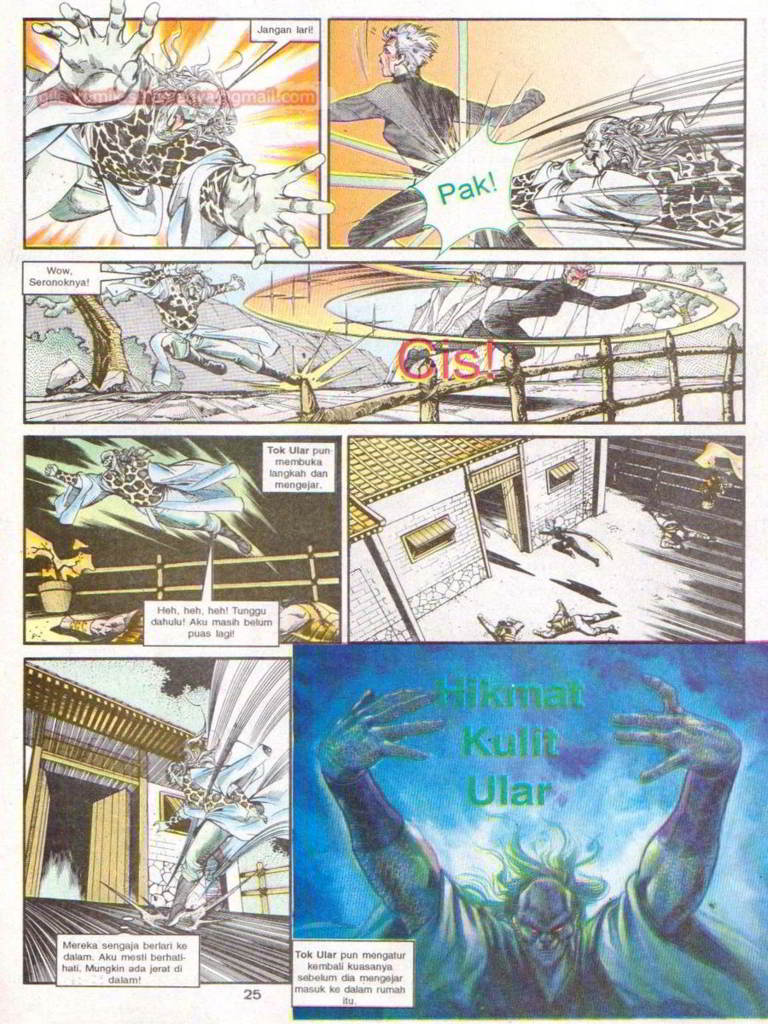 Jangan lari!
Pak!
Wow,
Seronoknya!
Cis!
Tok Ular pun
membuka
langkah dan
mengejar.
Heh, heh, heh! Tunggu
dahulu! Aku masih belum
puas lagi!
Mereka sengaja berlari ke
dalam. Aku mesti berhati-
hati. Mungkin ada jerat di
dalam!
Hikmat
Kulit
Ular
Tok Ular pun mengatur
kembali kuasanya
sebelum dia mengejar
masuk ke dalam rumah
itu.
25